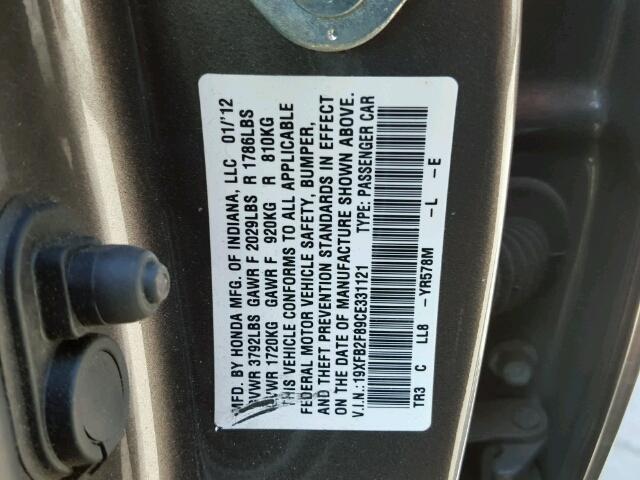 MFD. BY HONDA MFG. OF INDIANA, LLC 01/'12
GVWR 3792LBS GAWR F 2029LBS R 1786LBS
GVWR 1720KG GAWR F 920KG R 810KG
THIS VEHICLE CONFORMS TO ALL APPLICABLE
FEDERAL MOTOR VEHICLE SAFETY, BUMPER,
AND THEFT PREVENTION STANDARDS IN EFFECT
ON THE DATE OF MANUFACTURE SHOWN ABOVE.
V.I.N.:19XFB2F89CE331121 TYPE: PASSENGER CAR
TR3 C LL8 -YR578M -L -E